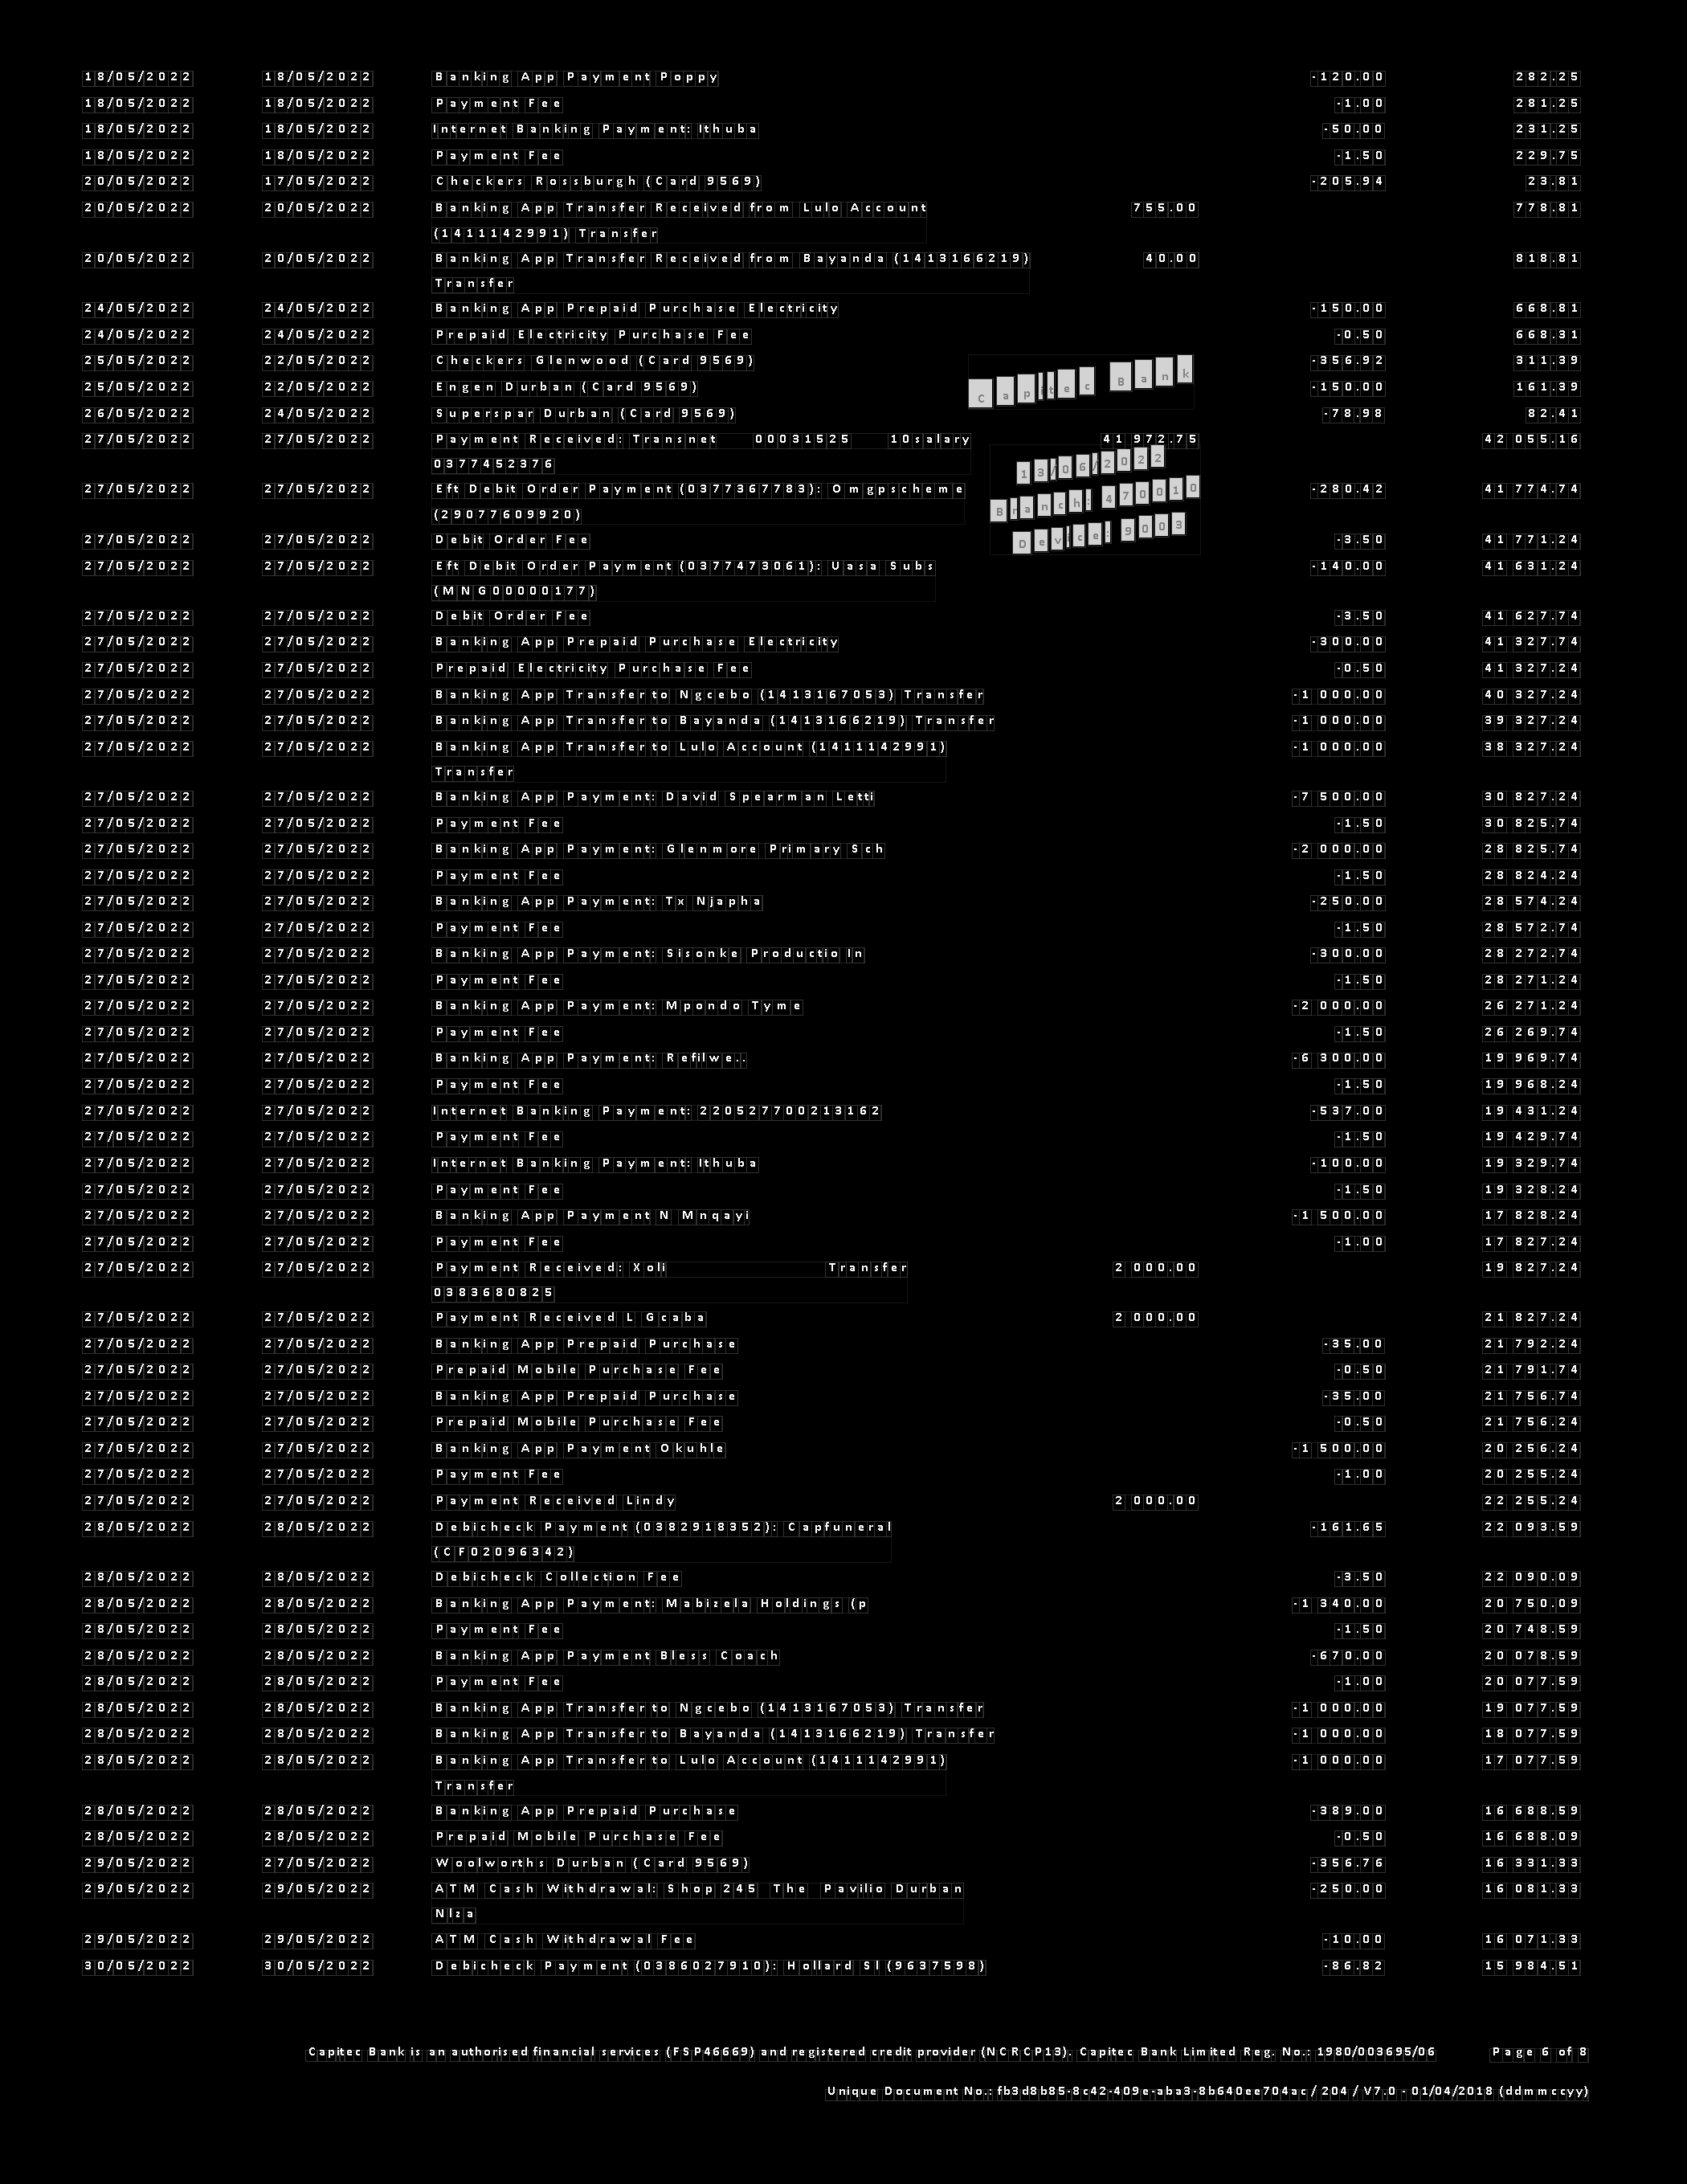 18/05/2022 18/05/2022 Banking App Payment Poppy -120.00 282.25
18/05/2022 18/05/2022 Payment Fee -1.00 281.25
18/05/2022 18/05/2022 Internet Banking Payment: Ithuba -50.00 231.25
18/05/2022 18/05/2022 Payment Fee -1.50 229.75
20/05/2022 17/05/2022 Checkers Rossburgh (Card 9569) -205.94 23.81
20/05/2022 20/05/2022 Banking App Transfer Received from Lulo Account 755.00 778.81
(1411142991) Transfer
20/05/2022 20/05/2022 Banking App Transfer Received from Bayanda (1413166219) 40.00 818.81
Transfer
24/05/2022 24/05/2022 Banking App Prepaid Purchase Electricity -150.00 668.81
24/05/2022 24/05/2022 Prepaid Electricity Purchase Fee -0.50 668.31
25/05/2022 22/05/2022 Checkers Glenwood (Card 9569) -356.92 311.39
Capitec Bank
25/05/2022 22/05/2022 Engen Durban (Card 9569) -150.00 161.39
26/05/2022 24/05/2022 Superspar Durban (Card 9569) -78.98 82.41
27/05/2022 27/05/2022 Payment Received: Transnet 00031525 10salary 41 972.75 42 055.16
0377452376
13/06/2022
27/05/2022 27/05/2022 Eft Debit Order Payment (0377367783): Omgpscheme -280.42 41 774.74
(29077609920)
Branch: 470010
27/05/2022 27/05/2022 Debit Order Fee -3.50 41 771.24
Device: 9003
27/05/2022 27/05/2022 Eft Debit Order Payment (0377473061): Uasa Subs -140.00 41 631.24
(MNG00000177)
27/05/2022 27/05/2022 Debit Order Fee -3.50 41 627.74
27/05/2022 27/05/2022 Banking App Prepaid Purchase Electricity -300.00 41 327.74
27/05/2022 27/05/2022 Prepaid Electricity Purchase Fee -0.50 41 327.24
27/05/2022 27/05/2022 Banking App Transfer to Ngcebo (1413167053) Transfer -1 000.00 40 327.24
27/05/2022 27/05/2022 Banking App Transfer to Bayanda (1413166219) Transfer -1 000.00 39 327.24
27/05/2022 27/05/2022 Banking App Transfer to Lulo Account (1411142991) -1 000.00 38 327.24
Transfer
27/05/2022 27/05/2022 Banking App Payment: David Spearman Letti -7 500.00 30 827.24
27/05/2022 27/05/2022 Payment Fee -1.50 30 825.74
27/05/2022 27/05/2022 Banking App Payment: Glenmore Primary Sch -2 000.00 28 825.74
27/05/2022 27/05/2022 Payment Fee -1.50 28 824.24
27/05/2022 27/05/2022 Banking App Payment: Tx Njapha -250.00 28 574.24
27/05/2022 27/05/2022 Payment Fee -1.50 28 572.74
27/05/2022 27/05/2022 Banking App Payment: Sisonke Productio In -300.00 28 272.74
27/05/2022 27/05/2022 Payment Fee -1.50 28 271.24
27/05/2022 27/05/2022 Banking App Payment: Mpondo Tyme -2 000.00 26 271.24
27/05/2022 27/05/2022 Payment Fee -1.50 26 269.74
27/05/2022 27/05/2022 Banking App Payment: Refilwe.. -6 300.00 19 969.74
27/05/2022 27/05/2022 Payment Fee -1.50 19 968.24
27/05/2022 27/05/2022 Internet Banking Payment: 220527700213162 -537.00 19 431.24
27/05/2022 27/05/2022 Payment Fee -1.50 19 429.74
27/05/2022 27/05/2022 Internet Banking Payment: Ithuba -100.00 19 329.74
27/05/2022 27/05/2022 Payment Fee -1.50 19 328.24
27/05/2022 27/05/2022 Banking App Payment N Mnqayi -1 500.00 17 828.24
27/05/2022 27/05/2022 Payment Fee -1.00 17 827.24
27/05/2022 27/05/2022 Payment Received: Xoli Transfer 2 000.00 19 827.24
0383680825
27/05/2022 27/05/2022 Payment Received L Gcaba 2 000.00 21 827.24
27/05/2022 27/05/2022 Banking App Prepaid Purchase -35.00 21 792.24
27/05/2022 27/05/2022 Prepaid Mobile Purchase Fee -0.50 21 791.74
27/05/2022 27/05/2022 Banking App Prepaid Purchase -35.00 21 756.74
27/05/2022 27/05/2022 Prepaid Mobile Purchase Fee -0.50 21 756.24
27/05/2022 27/05/2022 Banking App Payment Okuhle -1 500.00 20 256.24
27/05/2022 27/05/2022 Payment Fee -1.00 20 255.24
27/05/2022 27/05/2022 Payment Received Lindy 2 000.00 22 255.24
28/05/2022 28/05/2022 Debicheck Payment (0382918352): Capfuneral -161.65 22 093.59
(CF02096342)
28/05/2022 28/05/2022 Debicheck Collection Fee -3.50 22 090.09
28/05/2022 28/05/2022 Banking App Payment: Mabizela Holdings (p -1 340.00 20 750.09
28/05/2022 28/05/2022 Payment Fee -1.50 20 748.59
28/05/2022 28/05/2022 Banking App Payment Bless Coach -670.00 20 078.59
28/05/2022 28/05/2022 Payment Fee -1.00 20 077.59
28/05/2022 28/05/2022 Banking App Transfer to Ngcebo (1413167053) Transfer -1 000.00 19 077.59
28/05/2022 28/05/2022 Banking App Transfer to Bayanda (1413166219) Transfer -1 000.00 18 077.59
28/05/2022 28/05/2022 Banking App Transfer to Lulo Account (1411142991) -1 000.00 17 077.59
Transfer
28/05/2022 28/05/2022 Banking App Prepaid Purchase -389.00 16 688.59
28/05/2022 28/05/2022 Prepaid Mobile Purchase Fee -0.50 16 688.09
29/05/2022 27/05/2022 Woolworths Durban (Card 9569) -356.76 16 331.33
29/05/2022 29/05/2022 ATM Cash Withdrawal: Shop 245 The Pavilio Durban -250.00 16 081.33
Nlza
29/05/2022 29/05/2022 ATM Cash Withdrawal Fee -10.00 16 071.33
30/05/2022 30/05/2022 Debicheck Payment (0386027910): Hollard Sl (9637598) -86.82 15 984.51
Capitec Bank is an authorised financial services (FSP46669) and registered credit provider (NCRCP13). Capitec Bank Limited Reg. No.: 1980/003695/06 Page 6 of 8
Unique Document No.: fb3d8b85-8c42-409e-aba3-8b640ee704ac / 204 / V7.0 - 01/04/2018 (ddmmccyy)